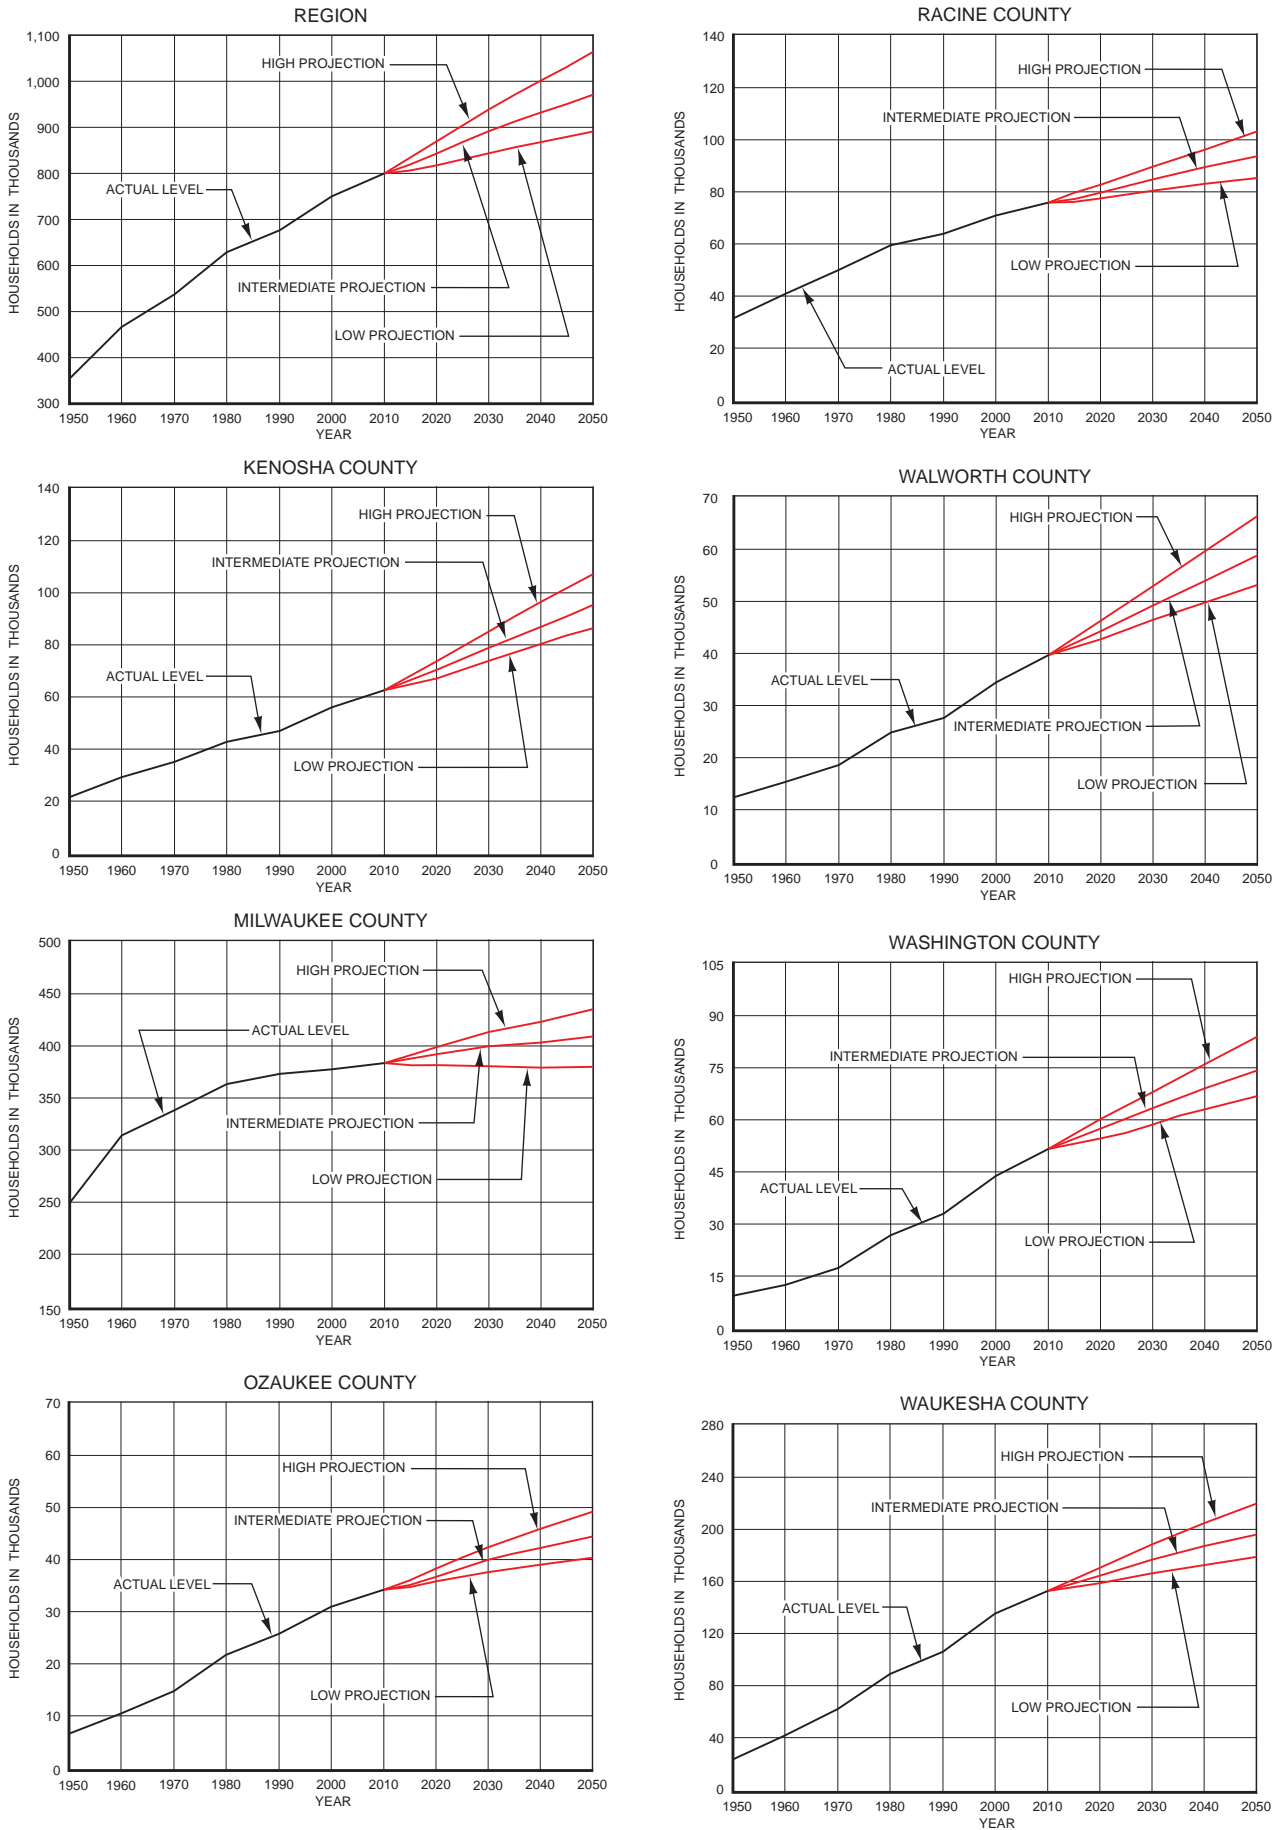 REGION
1,100
1,000
900
800
700
600
500
400
300
HOUSEHOLDS IN THOUSANDS
HIGH PROJECTION
ACTUAL LEVEL
INTERMEDIATE PROJECTION
LOW PROJECTION
1950 1960 1970 1980 1990 2000 2010 2020 2030 2040 2050
YEAR
RACINE COUNTY
140
120
100
80
60
40
20
0
HOUSEHOLDS IN THOUSANDS
HIGH PROJECTION
INTERMEDIATE PROJECTION
LOW PROJECTION
ACTUAL LEVEL
1950 1960 1970 1980 1990 2000 2010 2020 2030 2040 2050
YEAR
KENOSHA COUNTY
140
120
100
80
60
40
20
0
HOUSEHOLDS IN THOUSANDS
HIGH PROJECTION
INTERMEDIATE PROJECTION
ACTUAL LEVEL
LOW PROJECTION
1950 1960 1970 1980 1990 2000 2010 2020 2030 2040 2050
YEAR
WALWORTH COUNTY
70
60
50
40
30
20
10
0
HOUSEHOLDS IN THOUSANDS
HIGH PROJECTION
ACTUAL LEVEL
INTERMEDIATE PROJECTION
LOW PROJECTION
1950 1960 1970 1980 1990 2000 2010 2020 2030 2040 2050
YEAR
MILWAUKEE COUNTY
500
450
400
350
300
250
200
150
HOUSEHOLDS IN THOUSANDS
HIGH PROJECTION
ACTUAL LEVEL
INTERMEDIATE PROJECTION
LOW PROJECTION
1950 1960 1970 1980 1990 2000 2010 2020 2030 2040 2050
YEAR
WASHINGTON COUNTY
105
90
75
60
45
30
15
0
HOUSEHOLDS IN THOUSANDS
HIGH PROJECTION
INTERMEDIATE PROJECTION
ACTUAL LEVEL
LOW PROJECTION
1950 1960 1970 1980 1990 2000 2010 2020 2030 2040 2050
YEAR
OZAUKEE COUNTY
70
60
50
40
30
20
10
0
HOUSEHOLDS IN THOUSANDS
HIGH PROJECTION
INTERMEDIATE PROJECTION
ACTUAL LEVEL
LOW PROJECTION
1950 1960 1970 1980 1990 2000 2010 2020 2030 2040 2050
YEAR
WAUKESHA COUNTY
280
240
200
160
120
80
40
0
HOUSEHOLDS IN THOUSANDS
HIGH PROJECTION
INTERMEDIATE PROJECTION
ACTUAL LEVEL
LOW PROJECTION
1950 1960 1970 1980 1990 2000 2010 2020 2030 2040 2050
YEAR